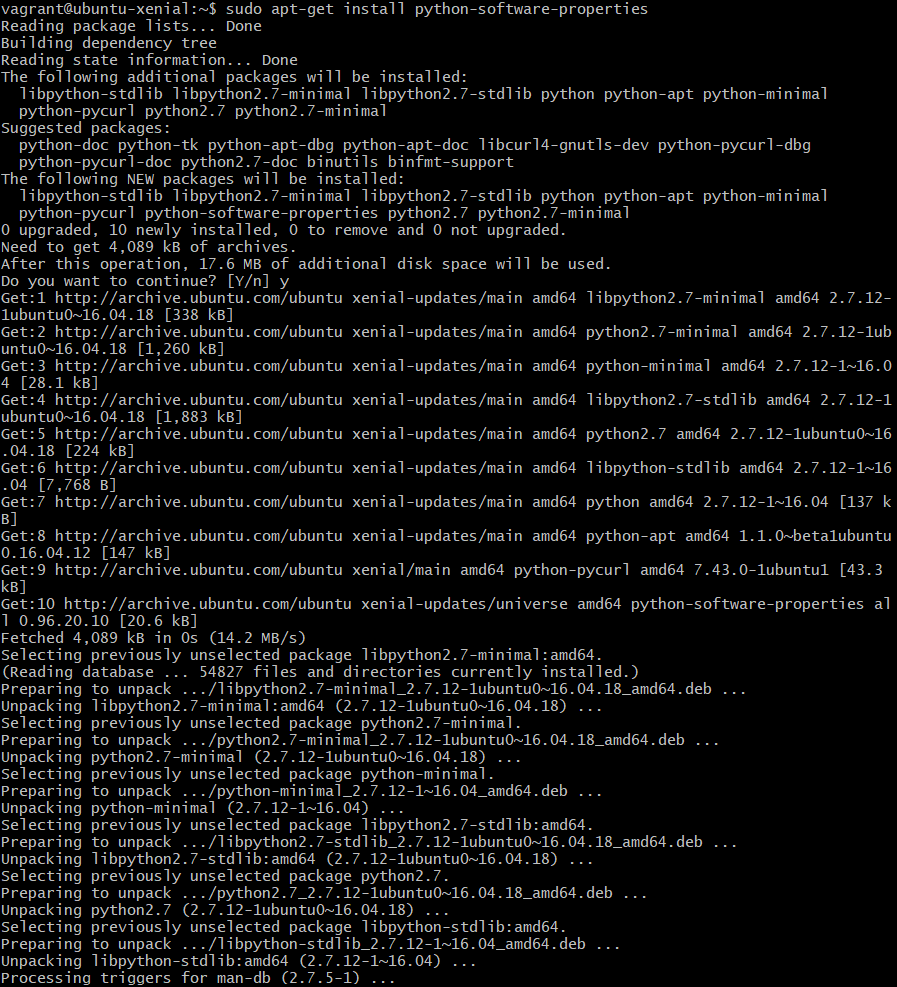 vagrant@ubuntu-xenial:~$ sudo apt-get install python-software-properties
Reading package lists... Done
Building dependency tree
Reading state information... Done
The following additional packages will be installed:
  libpython-stdlib libpython2.7-minimal libpython2.7-stdlib python python-apt python-minimal
  python-pycurl python2.7 python2.7-minimal
Suggested packages:
  python-doc python-tk python-apt-dbg python-apt-doc libcurl4-gnutls-dev python-pycurl-dbg
  python-pycurl-doc python2.7-doc binutils binfmt-support
The following NEW packages will be installed:
  libpython-stdlib libpython2.7-minimal libpython2.7-stdlib python python-apt python-minimal
  python-pycurl python-software-properties python2.7 python2.7-minimal
0 upgraded, 10 newly installed, 0 to remove and 0 not upgraded.
Need to get 4,089 kB of archives.
After this operation, 17.6 MB of additional disk space will be used.
Do you want to continue? [Y/n] y
Get:1 http://archive.ubuntu.com/ubuntu xenial-updates/main amd64 libpython2.7-minimal amd64 2.7.12-
1ubuntu0~16.04.18 [338 kB]
Get:2 http://archive.ubuntu.com/ubuntu xenial-updates/main amd64 python2.7-minimal amd64 2.7.12-1ub
untu0~16.04.18 [1,260 kB]
Get:3 http://archive.ubuntu.com/ubuntu xenial-updates/main amd64 python-minimal amd64 2.7.12-1~16.0
4 [28.1 kB]
Get:4 http://archive.ubuntu.com/ubuntu xenial-updates/main amd64 libpython2.7-stdlib amd64 2.7.12-1
ubuntu0~16.04.18 [1,883 kB]
Get:5 http://archive.ubuntu.com/ubuntu xenial-updates/main amd64 python2.7 amd64 2.7.12-1ubuntu0~16
.04.18 [224 kB]
Get:6 http://archive.ubuntu.com/ubuntu xenial-updates/main amd64 libpython-stdlib amd64 2.7.12-1~16
.04 [7,768 B]
Get:7 http://archive.ubuntu.com/ubuntu xenial-updates/main amd64 python amd64 2.7.12-1~16.04 [137 k
B]
Get:8 http://archive.ubuntu.com/ubuntu xenial-updates/main amd64 python-apt amd64 1.1.0~beta1ubuntu
0.16.04.12 [147 kB]
Get:9 http://archive.ubuntu.com/ubuntu xenial/main amd64 python-pycurl amd64 7.43.0-1ubuntu1 [43.3
kB]
Get:10 http://archive.ubuntu.com/ubuntu xenial-updates/universe amd64 python-software-properties al
l 0.96.20.10 [20.6 kB]
Fetched 4,089 kB in 0s (14.2 MB/s)
Selecting previously unselected package libpython2.7-minimal:amd64.
(Reading database ... 54827 files and directories currently installed.)
Preparing to unpack .../libpython2.7-minimal_2.7.12-1ubuntu0~16.04.18_amd64.deb ...
Unpacking libpython2.7-minimal:amd64 (2.7.12-1ubuntu0~16.04.18) ...
Selecting previously unselected package python2.7-minimal.
Preparing to unpack .../python2.7-minimal_2.7.12-1ubuntu0~16.04.18_amd64.deb ...
Unpacking python2.7-minimal (2.7.12-1ubuntu0~16.04.18) ...
Selecting previously unselected package python-minimal.
Preparing to unpack .../python-minimal_2.7.12-1~16.04_amd64.deb ...
Unpacking python-minimal (2.7.12-1~16.04) ...
Selecting previously unselected package libpython2.7-stdlib:amd64.
Preparing to unpack .../libpython2.7-stdlib_2.7.12-1ubuntu0~16.04.18_amd64.deb ...
Unpacking libpython2.7-stdlib:amd64 (2.7.12-1ubuntu0~16.04.18) ...
Selecting previously unselected package python2.7.
Preparing to unpack .../python2.7_2.7.12-1ubuntu0~16.04.18_amd64.deb ...
Unpacking python2.7 (2.7.12-1ubuntu0~16.04.18) ...
Selecting previously unselected package libpython-stdlib:amd64.
Preparing to unpack .../libpython-stdlib_2.7.12-1~16.04_amd64.deb ...
Unpacking libpython-stdlib:amd64 (2.7.12-1~16.04) ...
Processing triggers for man-db (2.7.5-1) ...